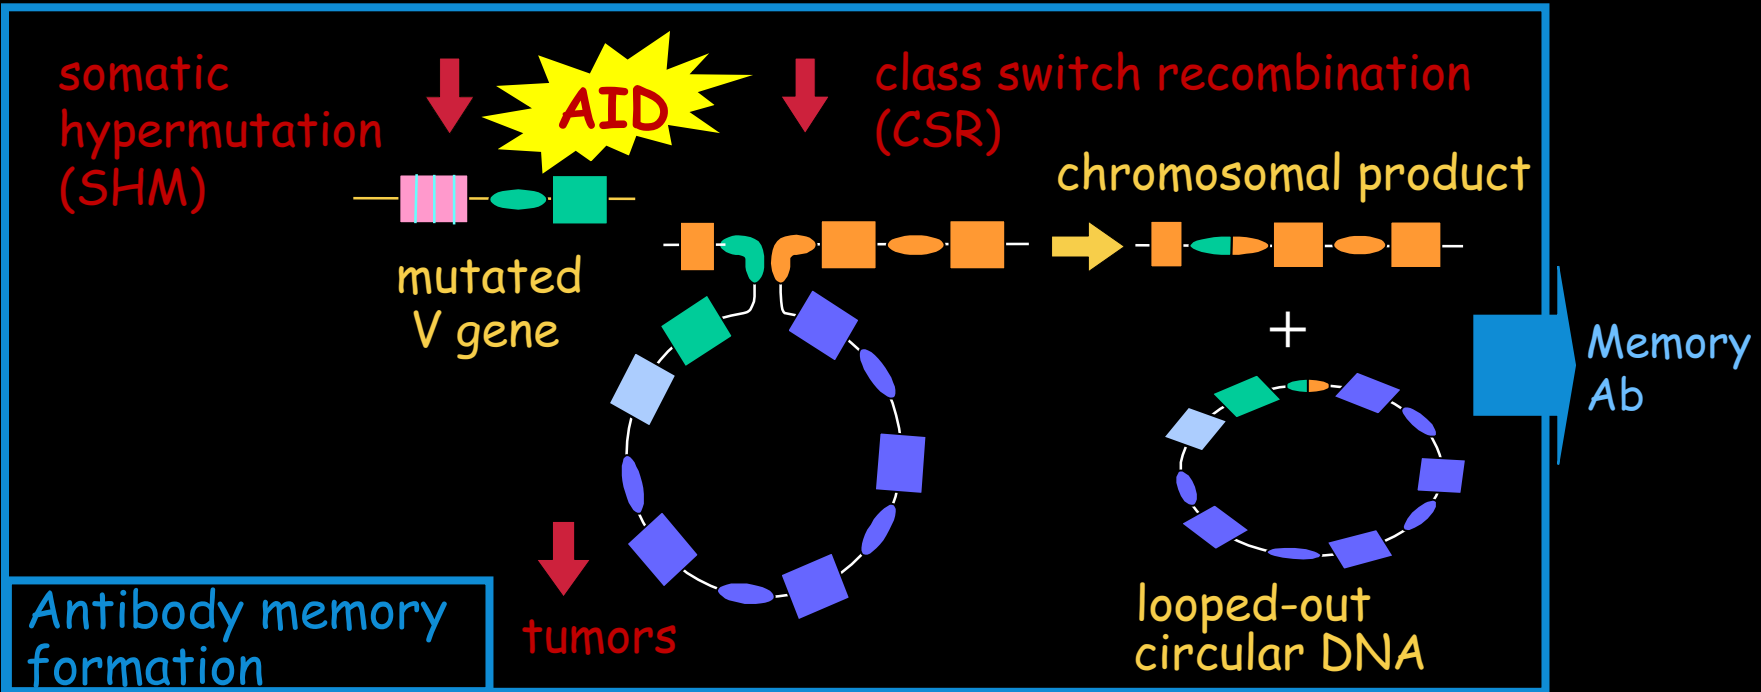 somatic
hypermutation
(SHM)
AID
class switch recombination
(CSR)
chromosomal product
mutated
V gene
+
Memory
Ab
looped-out
circular DNA
tumors
Antibody memory
formation